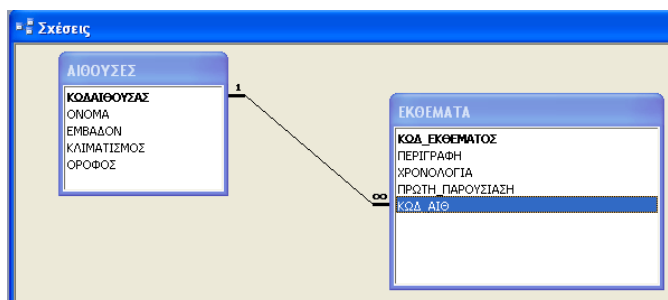 Σχέσεις
ΑΙΘΟΥΣΕΣ
ΚΩΔΑΙΘΟΥΣΑΣ
ΟΝΟΜΑ
ΕΜΒΑΔΟΝ
ΚΛΙΜΑΤΙΣΜΟΣ
ΟΡΟΦΟΣ
1
∞
ΕΚΘΕΜΑΤΑ
ΚΩΔ_ΕΚΘΕΜΑΤΟΣ
ΠΕΡΙΓΡΑΦΗ
ΧΡΟΝΟΛΟΓΙΑ
ΠΡΩΤΗ_ΠΑΡΟΥΣΙΑΣΗ
ΚΩΔ_ΑΙΘ